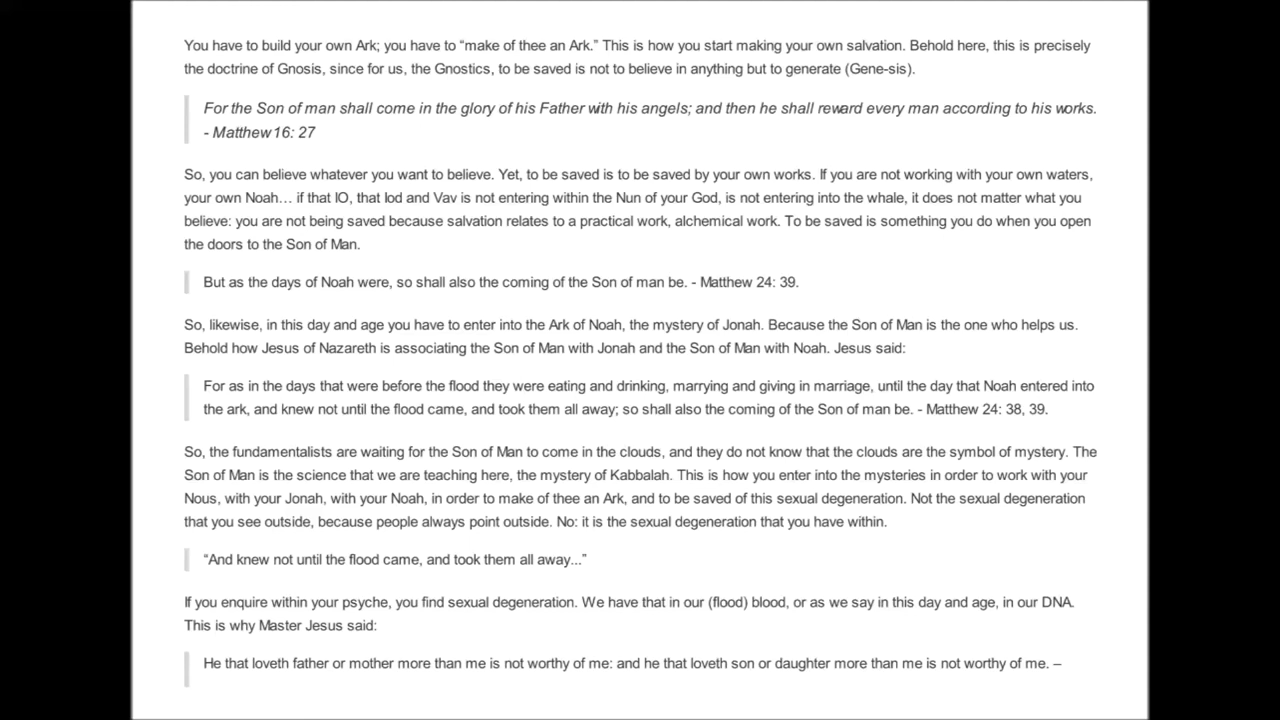 You have to build your own Ark; you have to “make of thee an Ark.” This is how you start making your own salvation. Behold here, this is precisely
the doctrine of Gnosis, since for us, the Gnostics, to be saved is not to believe in anything but to generate (Gene-sis).
For the Son of man shall come in the glory of his Father with his angels; and then he shall reward every man according to his works.
- Matthew 16: 27
So, you can believe whatever you want to believe. Yet, to be saved is to be saved by your own works. If you are not working with your own waters,
your own Noah… if that IO, that Iod and Vav is not entering within the Nun of your God, is not entering into the whale, it does not matter what you
believe: you are not being saved because salvation relates to a practical work, alchemical work. To be saved is something you do when you open
the doors to the Son of Man.
But as the days of Noah were, so shall also the coming of the Son of man be. - Matthew 24: 39.
So, likewise, in this day and age you have to enter into the Ark of Noah, the mystery of Jonah. Because the Son of Man is the one who helps us.
Behold how Jesus of Nazareth is associating the Son of Man with Jonah and the Son of Man with Noah. Jesus said:
For as in the days that were before the flood they were eating and drinking, marrying and giving in marriage, until the day that Noah entered into
the ark, and knew not until the flood came, and took them all away; so shall also the coming of the Son of man be. - Matthew 24: 38, 39.
So, the fundamentalists are waiting for the Son of Man to come in the clouds, and they do not know that the clouds are the symbol of mystery. The
Son of Man is the science that we are teaching here, the mystery of Kabbalah. This is how you enter into the mysteries in order to work with your
Nous, with your Jonah, with your Noah, in order to make of thee an Ark, and to be saved of this sexual degeneration. Not the sexual degeneration
that you see outside, because people always point outside. No: it is the sexual degeneration that you have within.
“And knew not until the flood came, and took them all away...”
If you enquire within your psyche, you find sexual degeneration. We have that in our (flood) blood, or as we say in this day and age, in our DNA.
This is why Master Jesus said:
He that loveth father or mother more than me is not worthy of me: and he that loveth son or daughter more than me is not worthy of me. –